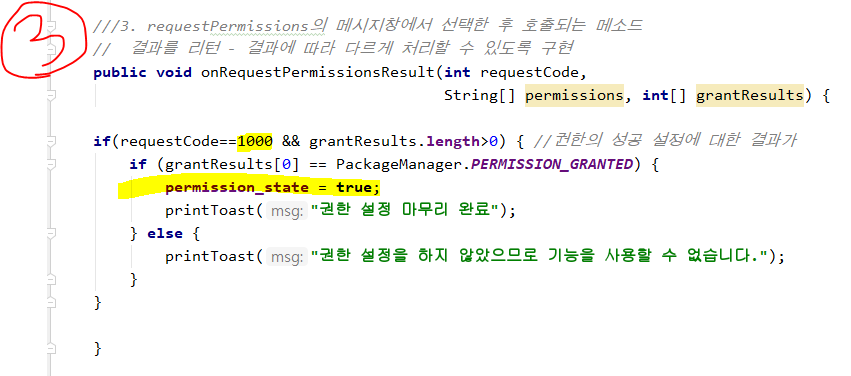 3
///3. requestPermissions의 메시지창에서 선택한 후 호출되는 메소드
// 결과를 리턴 - 결과에 따라 다르게 처리할 수 있도록 구현
public void onRequestPermissionsResult(int requestCode,
String[] permissions, int[] grantResults) {
if(requestCode==1000 && grantResults.length>0) { //권한의 성공 설정에 대한 결과가
if (grantResults[0] == PackageManager.PERMISSION_GRANTED) {
permission_state = true;
printToast( msg: "권한 설정 마무리 완료");
} else {
printToast( msg: "권한 설정을 하지 않았으므로 기능을 사용할 수 없습니다.");
}
}
}